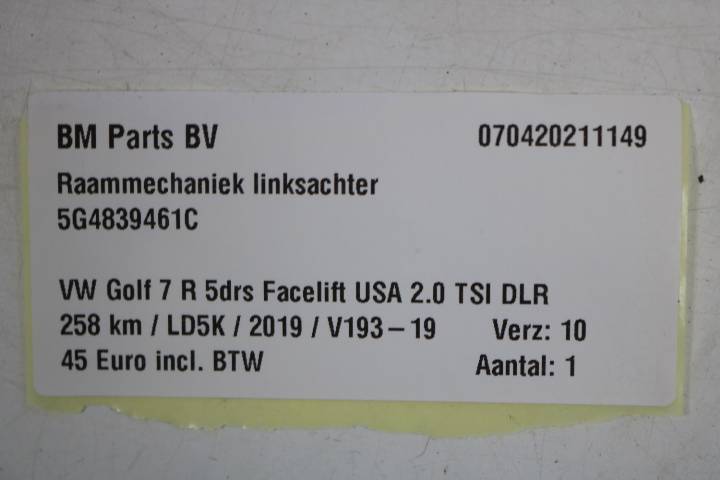 BM Parts BV 070420211149
Raammechaniek linksachter
5G4839461C
VW Golf 7 R 5drs Facelift USA 2.0 TSI DLR
258 km / LD5K / 2019 / V193-19 Verz: 10
45 Euro incl. BTW Aantal: 1